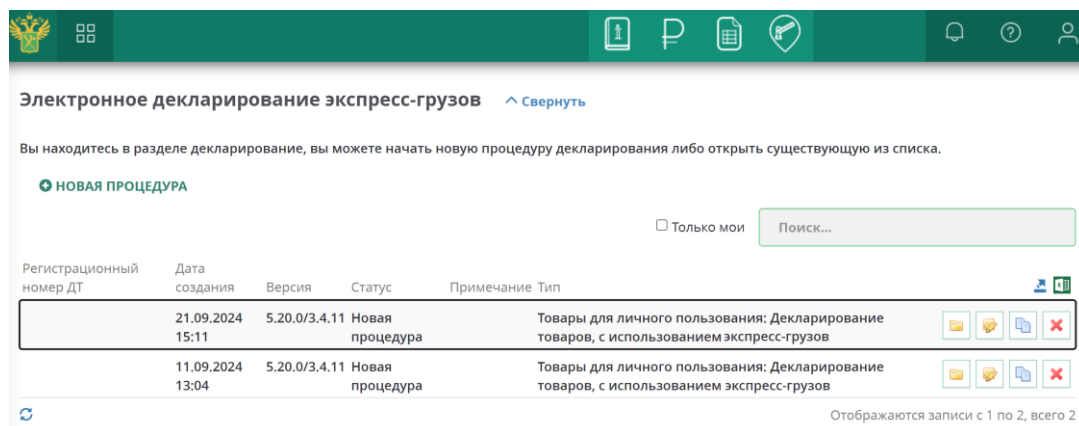 Электронное декларирование экспресс-грузов Свернуть
Вы находитесь в разделе декларирование, вы можете начать новую процедуру декларирования либо открыть существующую из списка.
НОВАЯ ПРОЦЕДУРА
Только мои Поиск...
Регистрационный номер ДТ Дата создания Версия Статус Примечание Тип
21.09.2024 5.20.0/3.4.11 Новая Товары для личного пользования: Декларирование
15:11 процедура товаров, с использованием экспресс-грузов
11.09.2024 5.20.0/3.4.11 Новая Товары для личного пользования: Декларирование
13:04 процедура товаров, с использованием экспресс-грузов
Отображаются записи с 1 по 2, всего 2